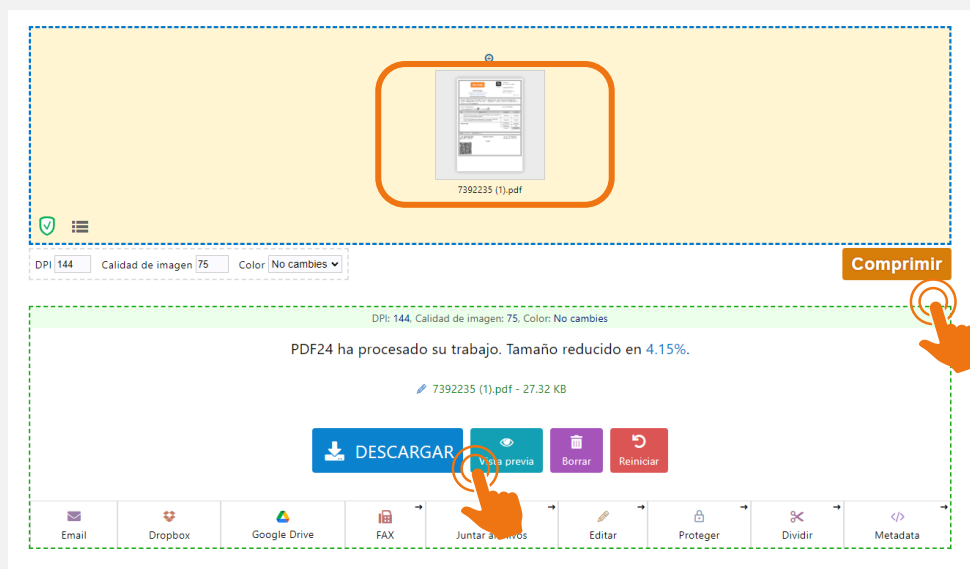 7392235 (1).pdf
DPI 144 Calidad de imagen 75 Color No cambies
Comprimir
DPI: 144, Calidad de imagen: 75, Color: No cambies
PDF24 ha procesado su trabajo. Tamaño reducido en 4.15%.
7392235 (1).pdf - 27.32 KB
DESCARGAR
Vista previa
Borrar
Reiniciar
Email
Dropbox
Google Drive
FAX
Juntar archivos
Editar
Proteger
Dividir
Metadata